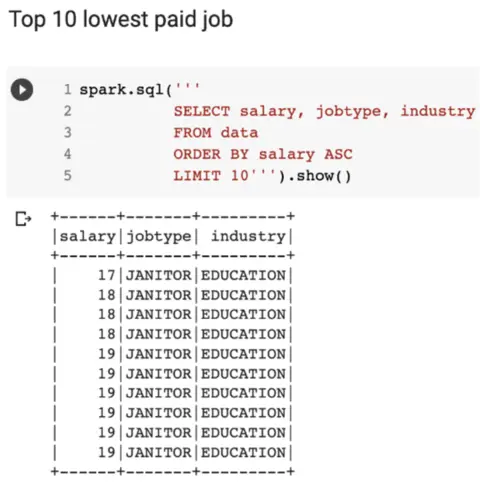 Top 10 lowest paid job
1 spark.sql('''
2 SELECT salary, jobtype, industry
3 FROM data
4 ORDER BY salary ASC
5 LIMIT 10''').show()
+------+-------+---------+
|salary|jobtype| industry|
+------+-------+---------+
|    17|JANITOR|EDUCATION|
|    18|JANITOR|EDUCATION|
|    18|JANITOR|EDUCATION|
|    18|JANITOR|EDUCATION|
|    19|JANITOR|EDUCATION|
|    19|JANITOR|EDUCATION|
|    19|JANITOR|EDUCATION|
|    19|JANITOR|EDUCATION|
|    19|JANITOR|EDUCATION|
|    19|JANITOR|EDUCATION|
+------+-------+---------+